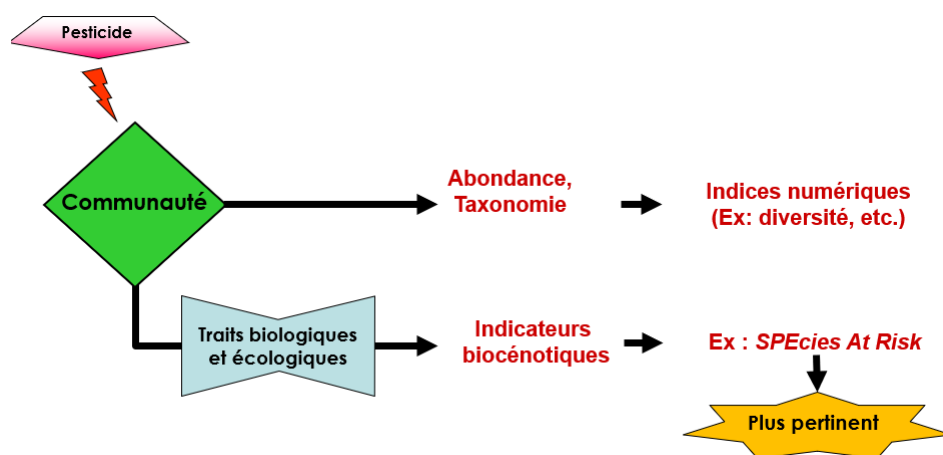 Pesticide
Communauté
Abondance,
Taxonomie
Indices numériques
(Ex: diversité, etc.)
Traits biologiques
et écologiques
Indicateurs
biocénotiques
Ex : SPEcies At Risk
Plus pertinent